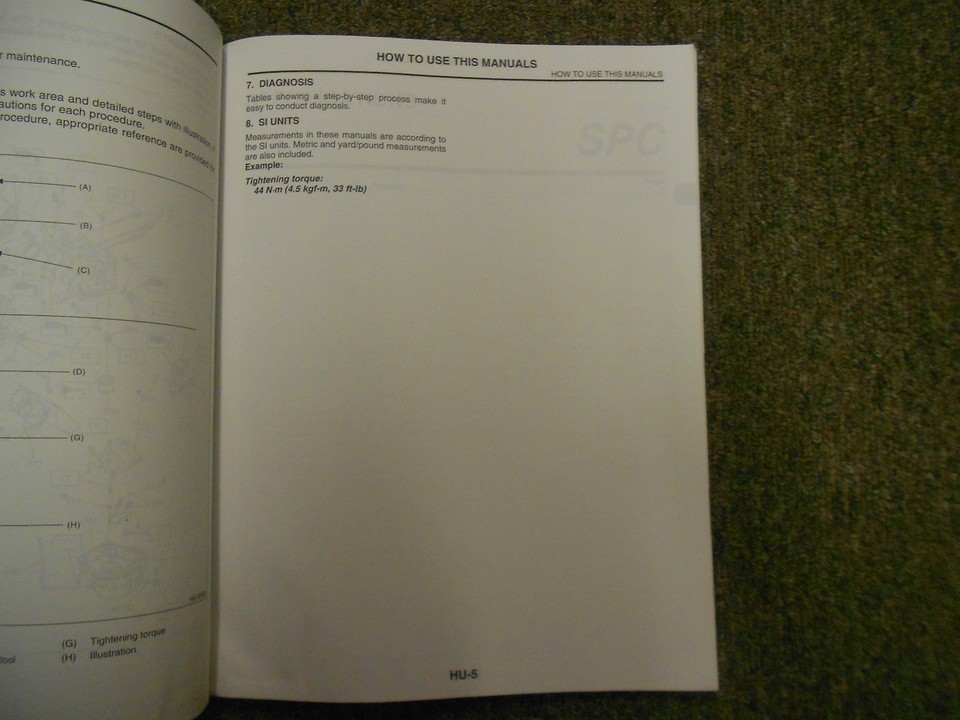 maintenance.
work area and detailed steps with illustration
for each procedure.
appropriate reference are provided
(A)
(B)
(C)
(D)
(G)
(H)
(G) Tightening torque
tool (H) Illustration
HOW TO USE THIS MANUALS
HOW TO USE THIS MANUALS
7. DIAGNOSIS
Tables showing a step-by-step process make it
easy to conduct diagnosis.
8. SI UNITS
Measurements in these manuals are according to
the SI units. Metric and yard/pound measurements
are also included.
Example:
Tightening torque:
44 N·m (4.5 kgf-m, 33 ft-lb)
SPC
HU-5